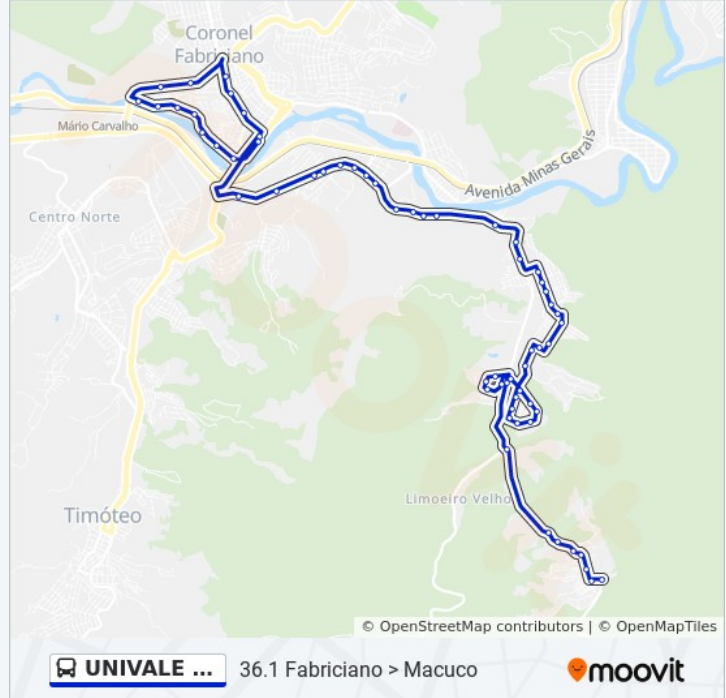 Coronel
Fabriciano
Mário Carvalho
Avenida Minas Gerais
Centro Norte
Limoeiro Velho
Timóteo
© OpenStreetMap contributors | © OpenMapTiles
UNIVALE ...
36.1 Fabriciano > Macuco
moovit